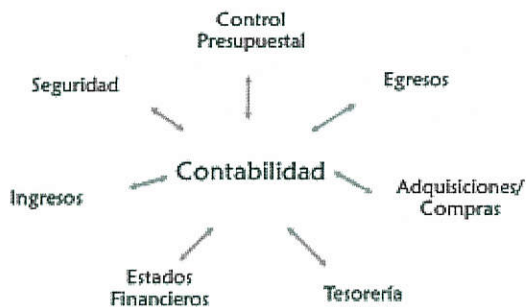 Control
Presupuestal
Seguridad
Egresos
Contabilidad
Ingresos
Adquisiciones/
Compras
Estados
Financieros
Tesorería